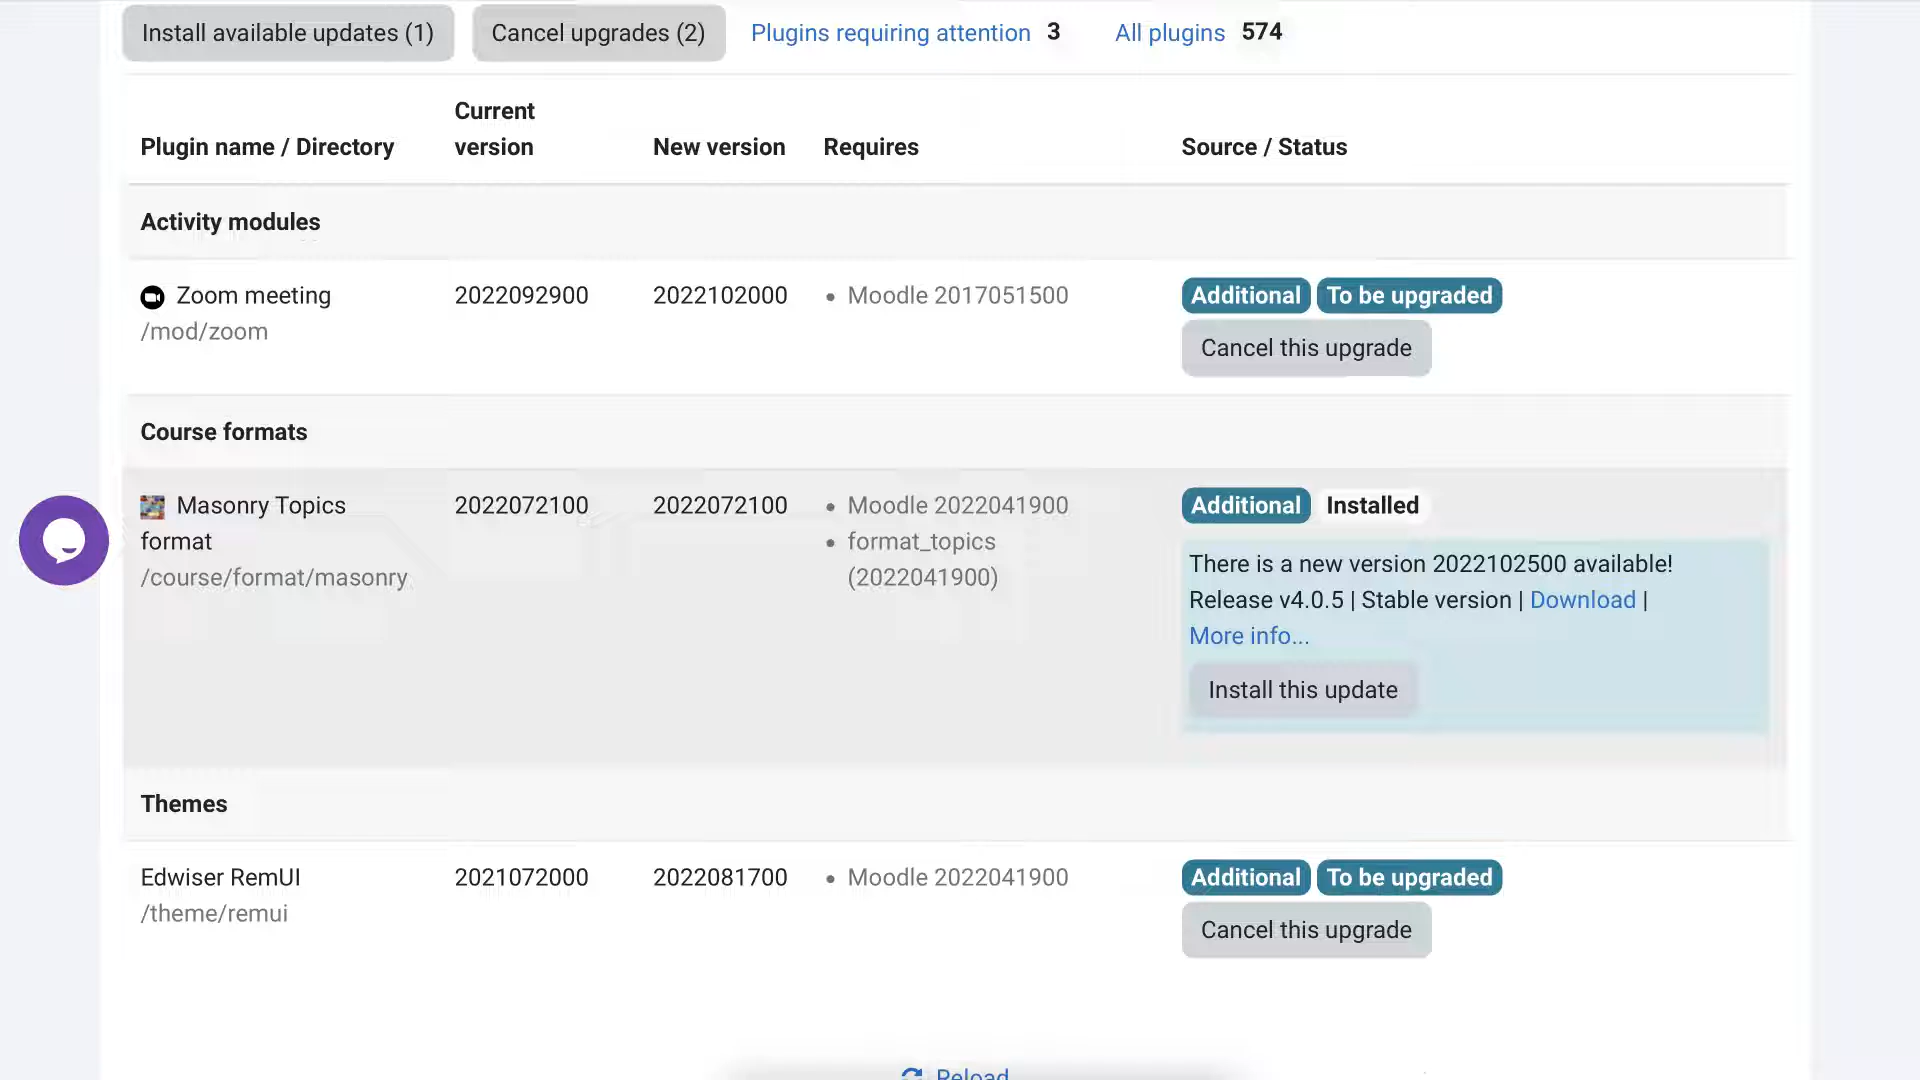 Install available updates (1) Cancel upgrades (2) Plugins requiring attention 3 All plugins 574
Plugin name / Directory Current version New version Requires Source / Status
Activity modules
Zoom meeting 2022092900 2022102000 • Moodle 2017051500 Additional To be upgraded
/mod/zoom
Cancel this upgrade
Course formats
Masonry Topics 2022072100 2022072100 • Moodle 2022041900 Additional Installed
format • format_topics
/course/format/masonry (2022041900)
There is a new version 2022102500 available!
Release v4.0.5 | Stable version | Download |
More info...
Install this update
Themes
Edwiser RemUI 2021072000 2022081700 • Moodle 2022041900 Additional To be upgraded
/theme/remui
Cancel this upgrade
Reload